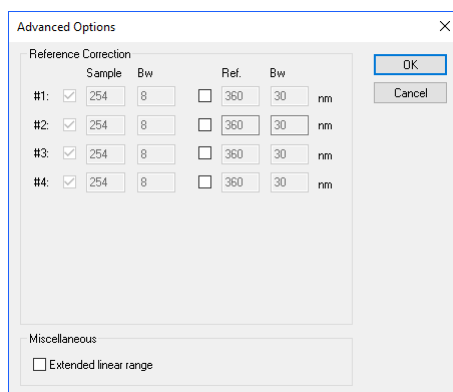 Advanced Options
Reference Correction
Sample Bw Ref. Bw
#1: 254 8 360 30 nm
#2: 254 8 360 30 nm
#3: 254 8 360 30 nm
#4: 254 8 360 30 nm
OK
Cancel
Miscellaneous
Extended linear range